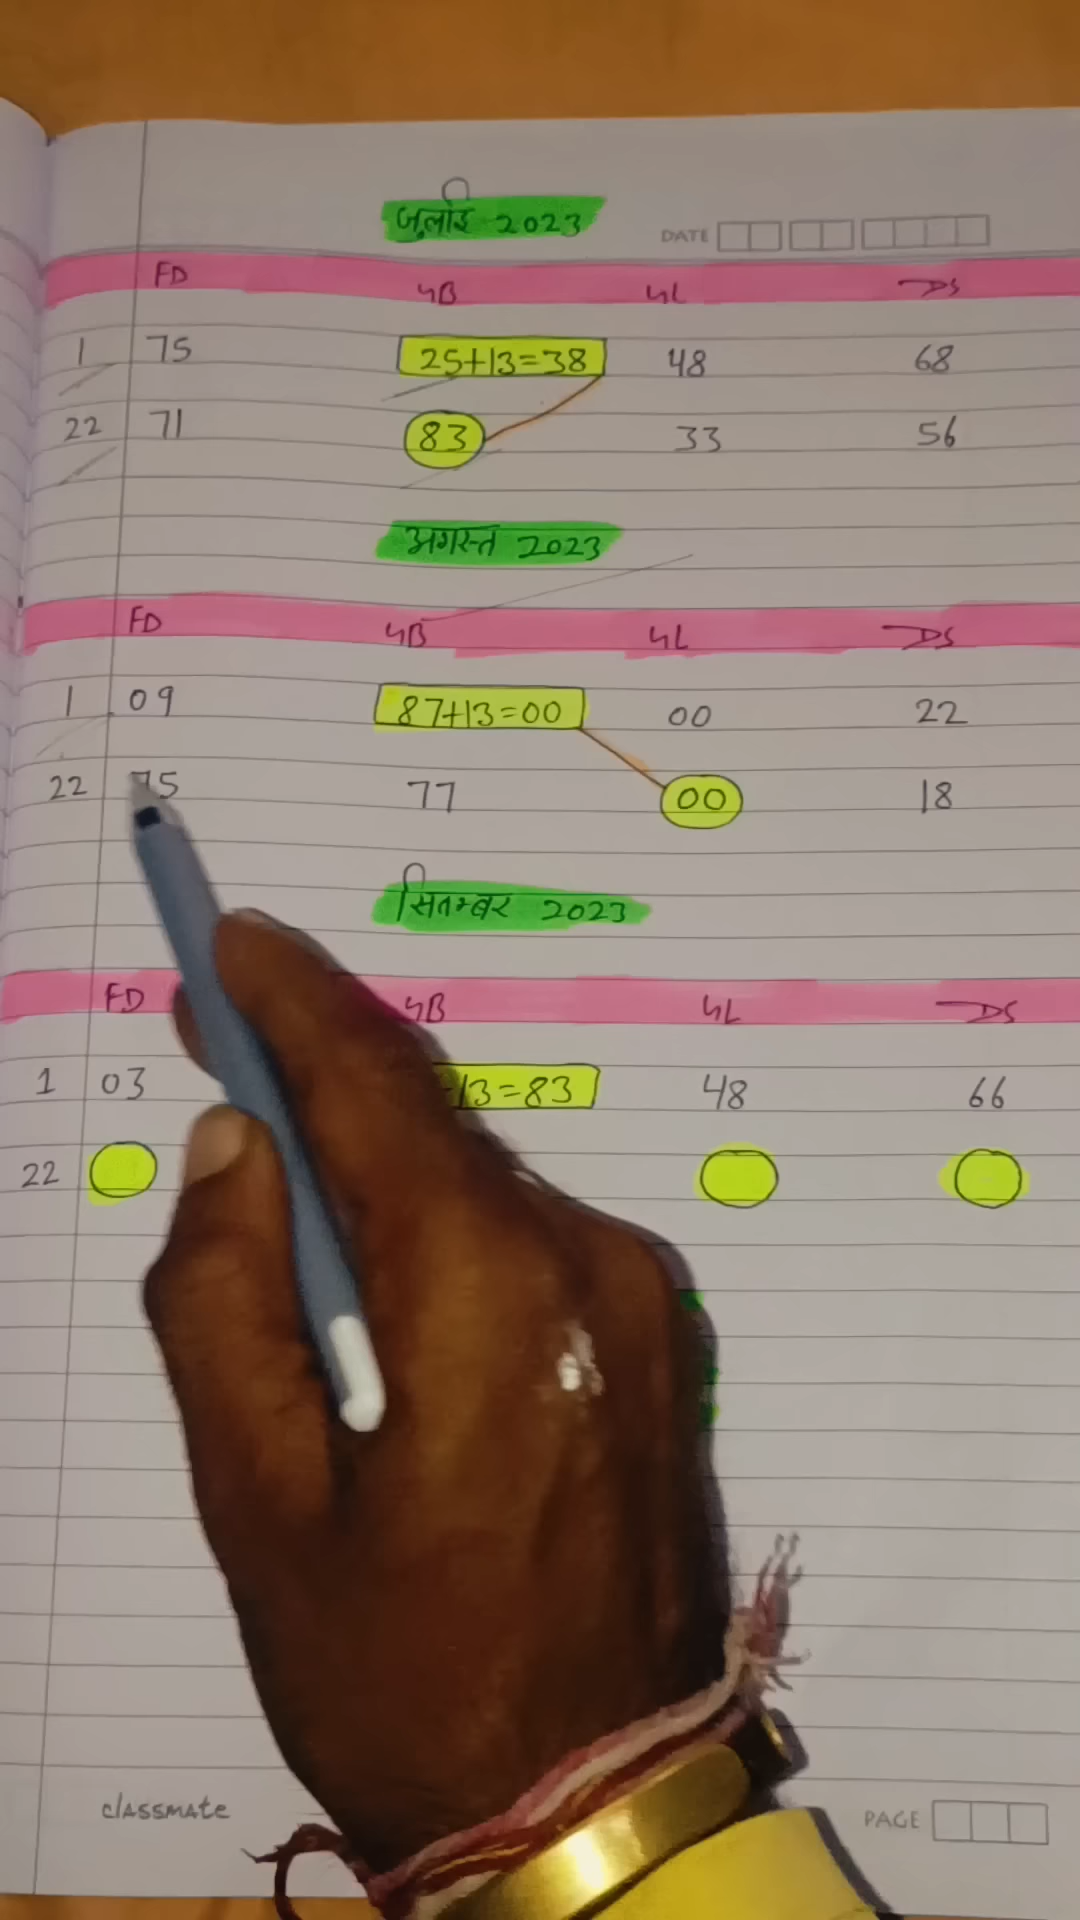 जुलाई 2023
DATE
FD GB GL DS
1 75 25+13=38 48 68
22 71 83 33 56
अगस्त 2023
FD GB GL DS
1 09 87+13=00 00 22
22 75 77 00 18
सितम्बर 2023
FD GB GL DS
1 03 13=83 48 66
22
classmate
PAGE